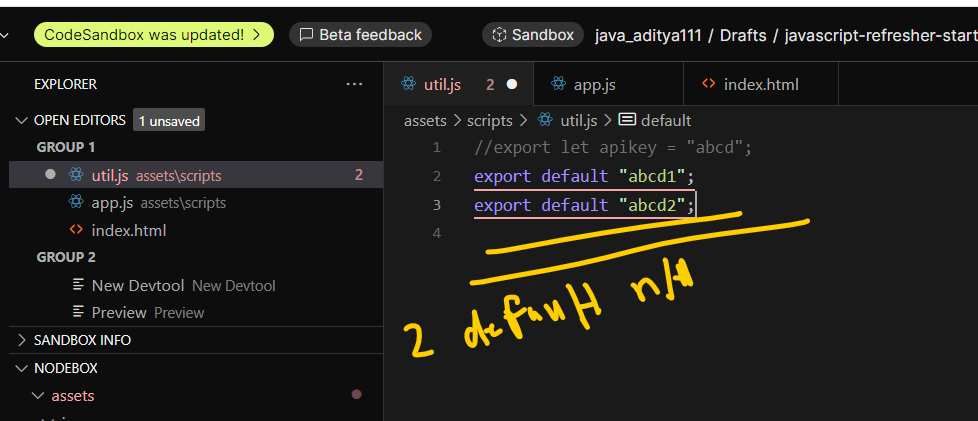 CodeSandbox was updated! >
Beta feedback
Sandbox java_aditya111 / Drafts / javascript-refresher-start
EXPLORER ...
OPEN EDITORS 1 unsaved
GROUP 1
util.js assets\scripts 2
app.js assets\scripts
index.html
GROUP 2
New Devtool New Devtool
Preview Preview
SANDBOX INFO
NODEBOX
assets
util.js 2
app.js
index.html
assets > scripts > util.js > default
1 //export let apikey = "abcd";
2 export default "abcd1";
3 export default "abcd2";
4
2 default n/a